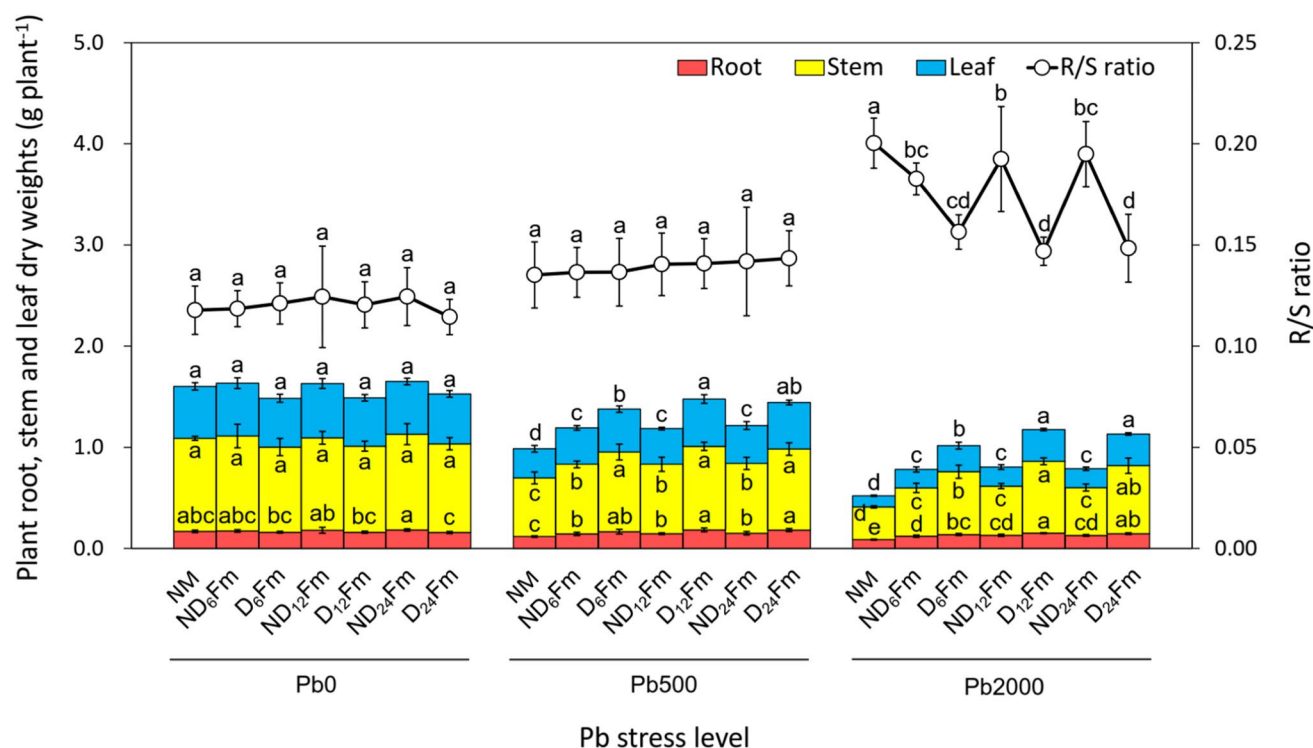 Plant root, stem and leaf dry weights (g plant⁻¹)
5.0
4.0
3.0
2.0
1.0
0.0
Root Stem Leaf R/S ratio
0.25
0.20
0.15
0.10
0.05
0.00
R/S ratio
a a a a a a a
a a a a a a a
a bc cd b d bc d
a a a a a a a
d c b c a c ab
d c b c a c a
a a a a a a a
c b a b a b a
d c b c a c ab
abc abc bc ab bc a c
c b ab b a b a
e d bc cd a cd ab
NM ND₆Fm D₆Fm ND₁₂Fm D₁₂Fm ND₂₄Fm D₂₄Fm
NM ND₆Fm D₆Fm ND₁₂Fm D₁₂Fm ND₂₄Fm D₂₄Fm
NM ND₆Fm D₆Fm ND₁₂Fm D₁₂Fm ND₂₄Fm D₂₄Fm
Pb0 Pb500 Pb2000
Pb stress level